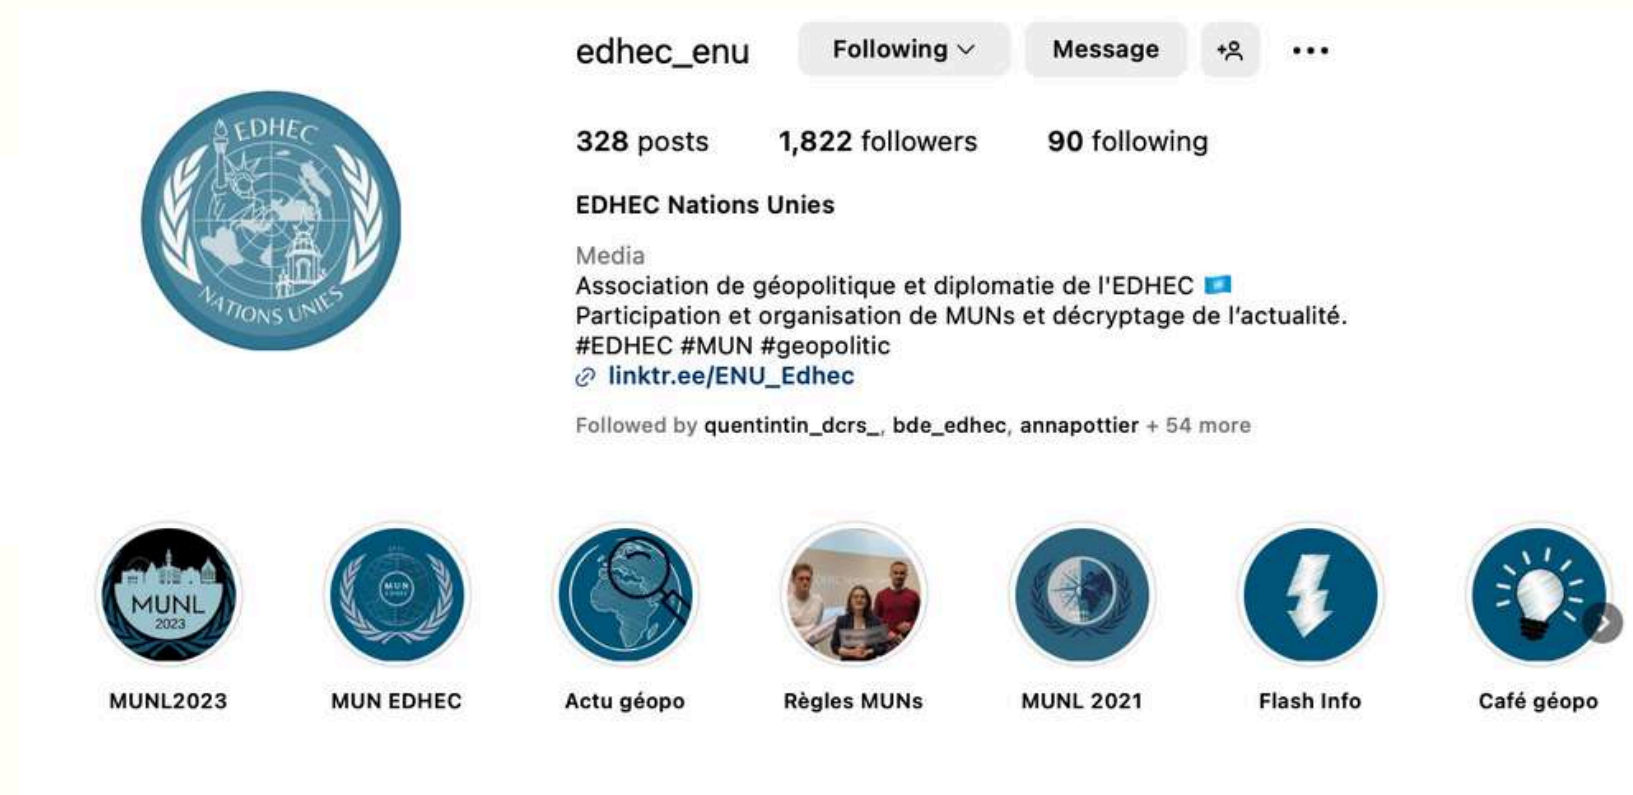 edhec_enu Following Message
328 posts 1,822 followers 90 following
EDHEC Nations Unies
Media
Association de géopolitique et diplomatie de l'EDHEC
Participation et organisation de MUNs et décryptage de l'actualité.
#EDHEC #MUN #geopolitic
linktr.ee/ENU_Edhec
Followed by quentintin_dcrs_, bde_edhec, annapottier + 54 more
EDHEC
NATIONS UNIES
MUNL
2023
MUN
MUNL2023 MUN EDHEC Actu géopo Règles MUNs MUNL 2021 Flash Info Café géopo